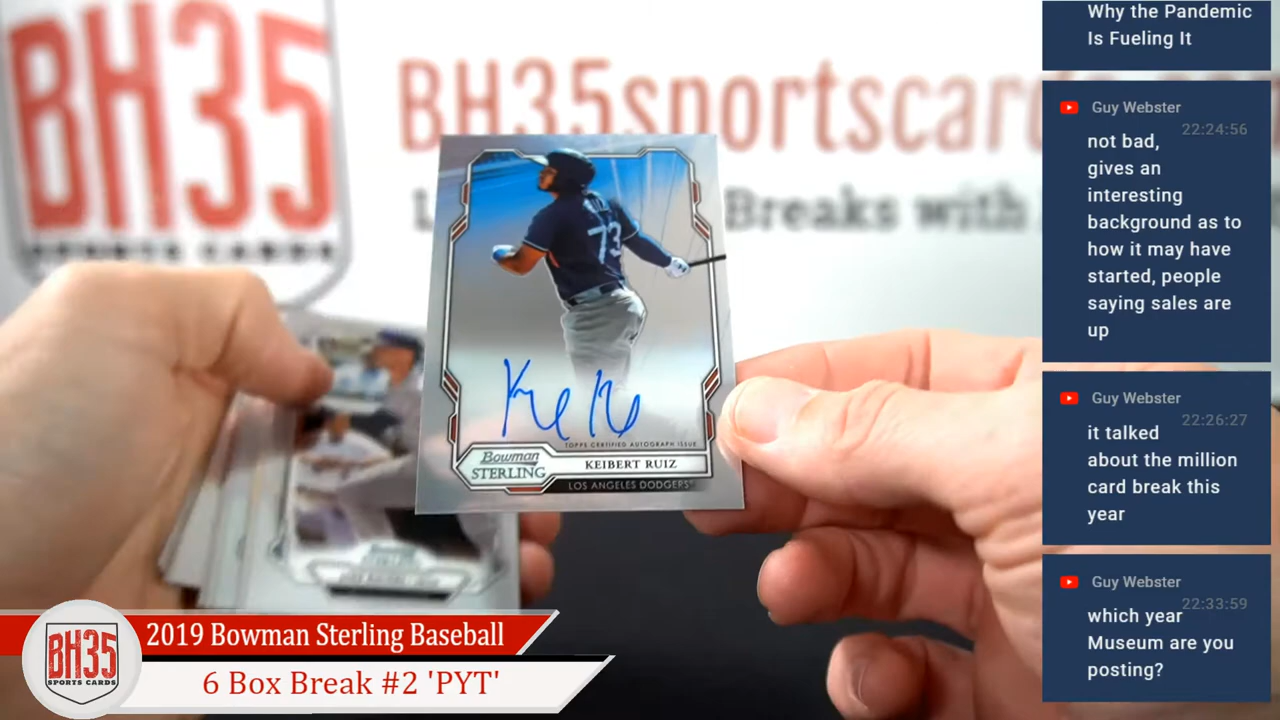 BH35
SPORTS CARDS
BH35sportscards
Breaks with
73
TOPPS CERTIFIED AUTOGRAPH ISSUE
Bowman
STERLING
KEIBERT RUIZ
LOS ANGELES DODGERS
BH35
SPORTS CARDS
2019 Bowman Sterling Baseball
6 Box Break #2 'PYT'
Why the Pandemic
Is Fueling It
Guy Webster
22:24:56
not bad,
gives an
interesting
background as to
how it may have
started, people
saying sales are
up
Guy Webster
22:26:27
it talked
about the million
card break this
year
Guy Webster
22:33:59
which year
Museum are you
posting?